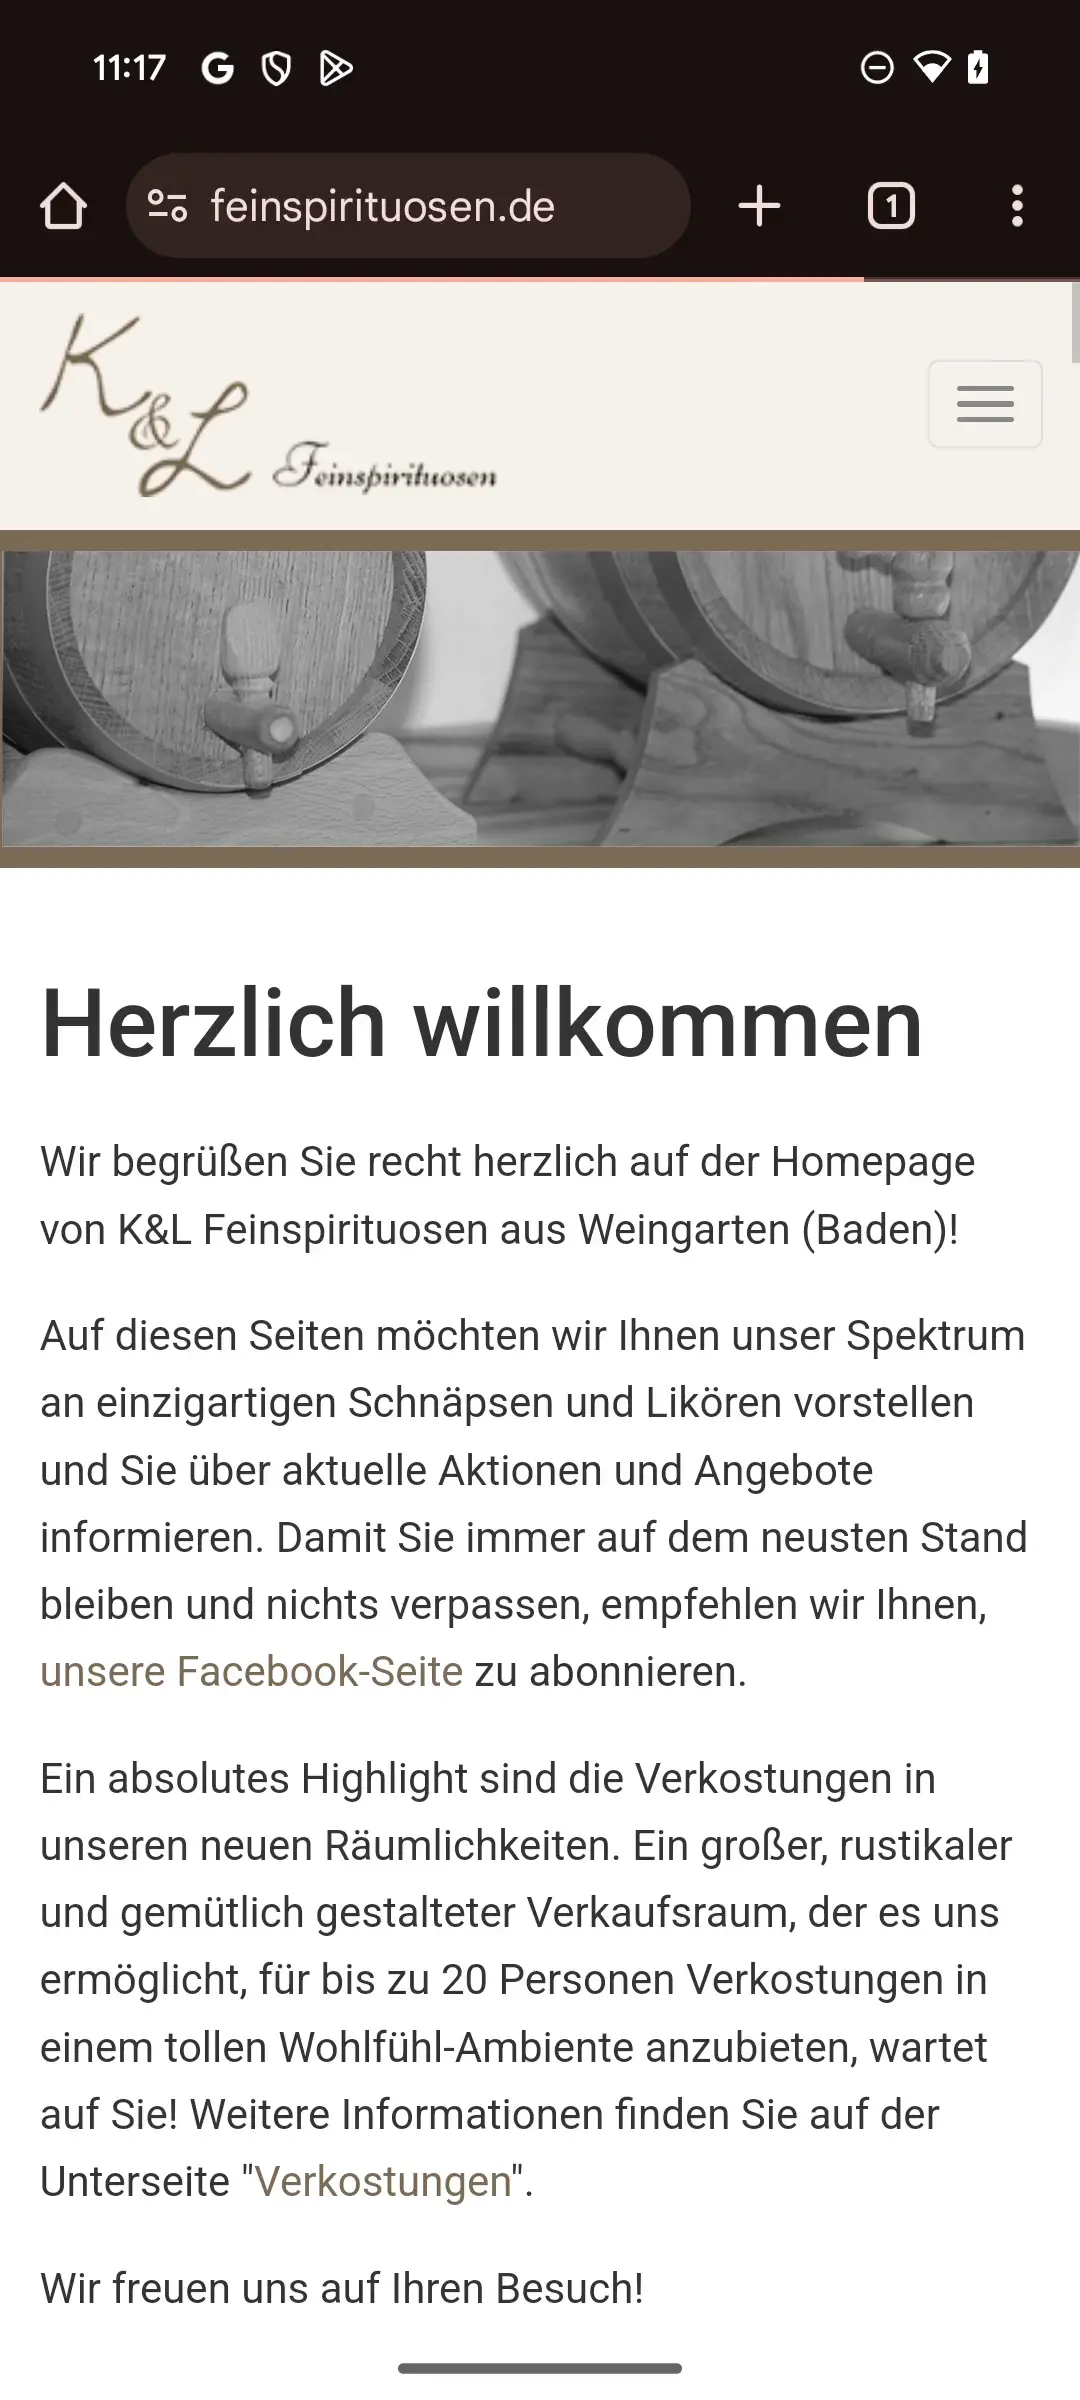 11:17
feinspirituosen.de
1
K&L Feinspirituosen
Herzlich willkommen
Wir begrüßen Sie recht herzlich auf der Homepage
von K&L Feinspirituosen aus Weingarten (Baden)!
Auf diesen Seiten möchten wir Ihnen unser Spektrum
an einzigartigen Schnäpsen und Likören vorstellen
und Sie über aktuelle Aktionen und Angebote
informieren. Damit Sie immer auf dem neusten Stand
bleiben und nichts verpassen, empfehlen wir Ihnen,
unsere Facebook-Seite zu abonnieren.
Ein absolutes Highlight sind die Verkostungen in
unseren neuen Räumlichkeiten. Ein großer, rustikaler
und gemütlich gestalteter Verkaufsraum, der es uns
ermöglicht, für bis zu 20 Personen Verkostungen in
einem tollen Wohlfühl-Ambiente anzubieten, wartet
auf Sie! Weitere Informationen finden Sie auf der
Unterseite "Verkostungen".
Wir freuen uns auf Ihren Besuch!